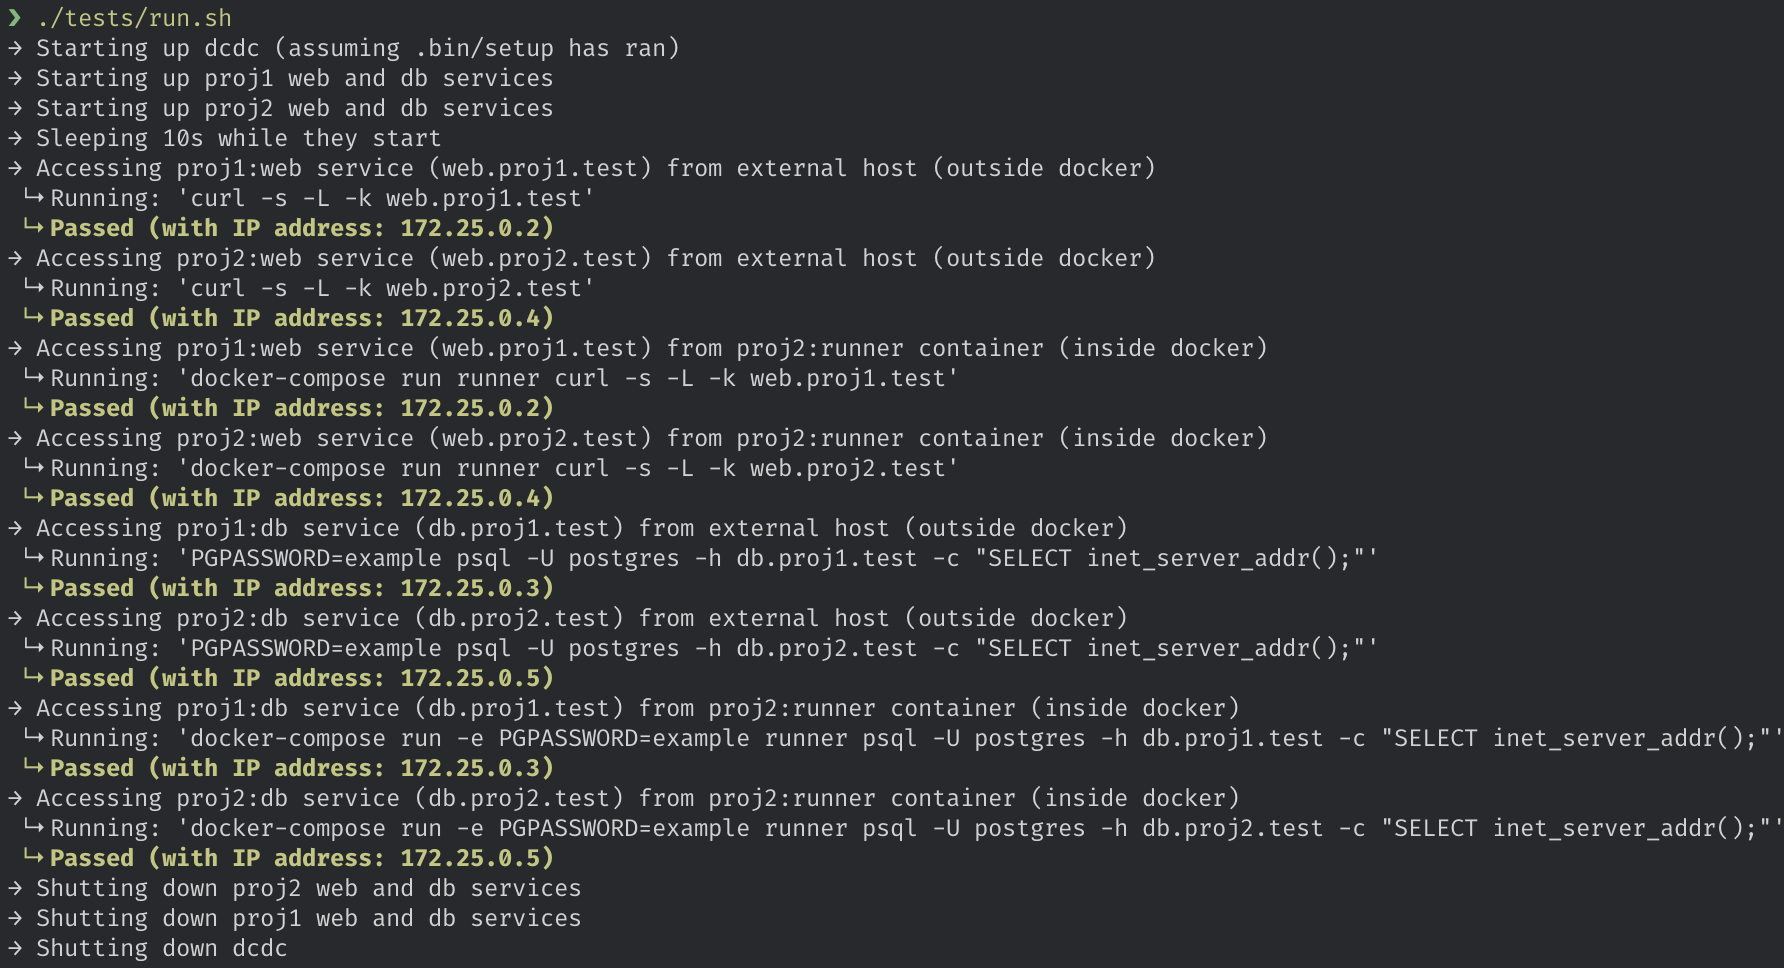 ❯ ./tests/run.sh
→ Starting up dcdc (assuming .bin/setup has ran)
→ Starting up proj1 web and db services
→ Starting up proj2 web and db services
→ Sleeping 10s while they start
→ Accessing proj1:web service (web.proj1.test) from external host (outside docker)
↪Running: 'curl -s -L -k web.proj1.test'
↪Passed (with IP address: 172.25.0.2)
→ Accessing proj2:web service (web.proj2.test) from external host (outside docker)
↪Running: 'curl -s -L -k web.proj2.test'
↪Passed (with IP address: 172.25.0.4)
→ Accessing proj1:web service (web.proj1.test) from proj2:runner container (inside docker)
↪Running: 'docker-compose run runner curl -s -L -k web.proj1.test'
↪Passed (with IP address: 172.25.0.2)
→ Accessing proj2:web service (web.proj2.test) from proj2:runner container (inside docker)
↪Running: 'docker-compose run runner curl -s -L -k web.proj2.test'
↪Passed (with IP address: 172.25.0.4)
→ Accessing proj1:db service (db.proj1.test) from external host (outside docker)
↪Running: 'PGPASSWORD=example psql -U postgres -h db.proj1.test -c "SELECT inet_server_addr();"'
↪Passed (with IP address: 172.25.0.3)
→ Accessing proj2:db service (db.proj2.test) from external host (outside docker)
↪Running: 'PGPASSWORD=example psql -U postgres -h db.proj2.test -c "SELECT inet_server_addr();"'
↪Passed (with IP address: 172.25.0.5)
→ Accessing proj1:db service (db.proj1.test) from proj2:runner container (inside docker)
↪Running: 'docker-compose run -e PGPASSWORD=example runner psql -U postgres -h db.proj1.test -c "SELECT inet_server_addr();"'
↪Passed (with IP address: 172.25.0.3)
→ Accessing proj2:db service (db.proj2.test) from proj2:runner container (inside docker)
↪Running: 'docker-compose run -e PGPASSWORD=example runner psql -U postgres -h db.proj2.test -c "SELECT inet_server_addr();"'
↪Passed (with IP address: 172.25.0.5)
→ Shutting down proj2 web and db services
→ Shutting down proj1 web and db services
→ Shutting down dcdc